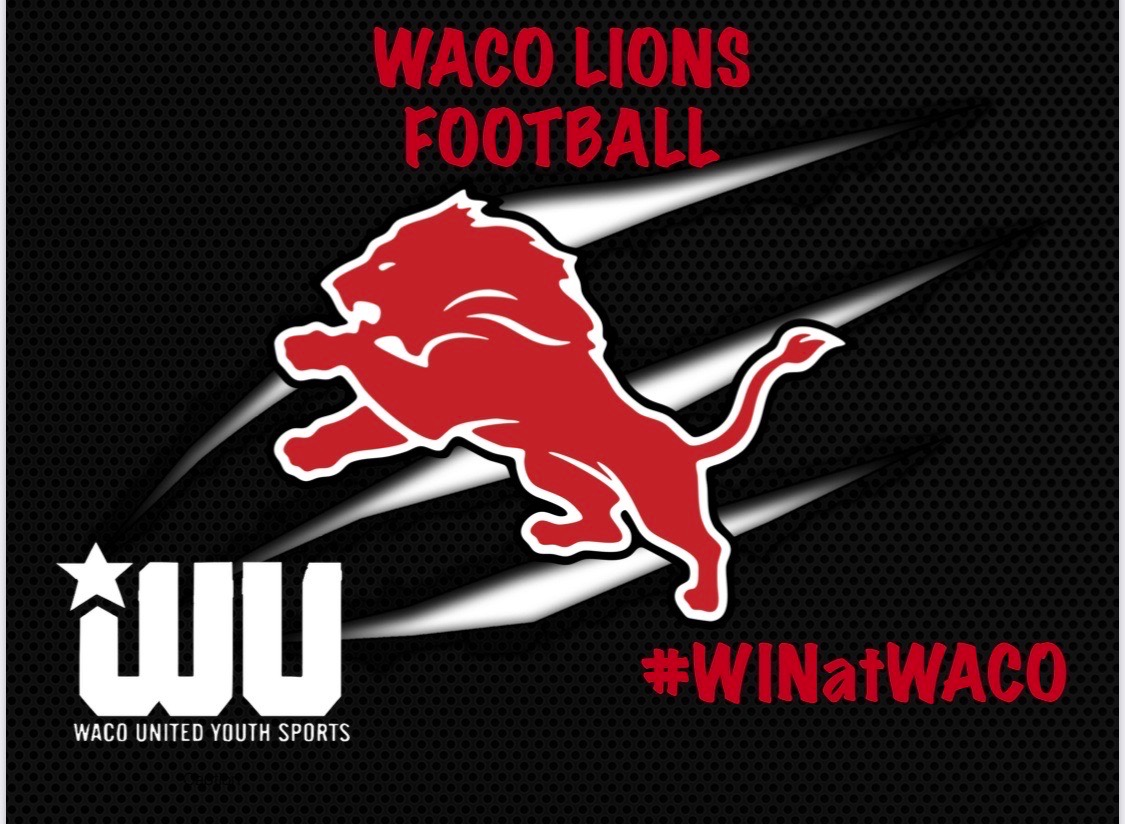 WACO LIONS
FOOTBALL
WU
WACO UNITED YOUTH SPORTS
#WINatWACO